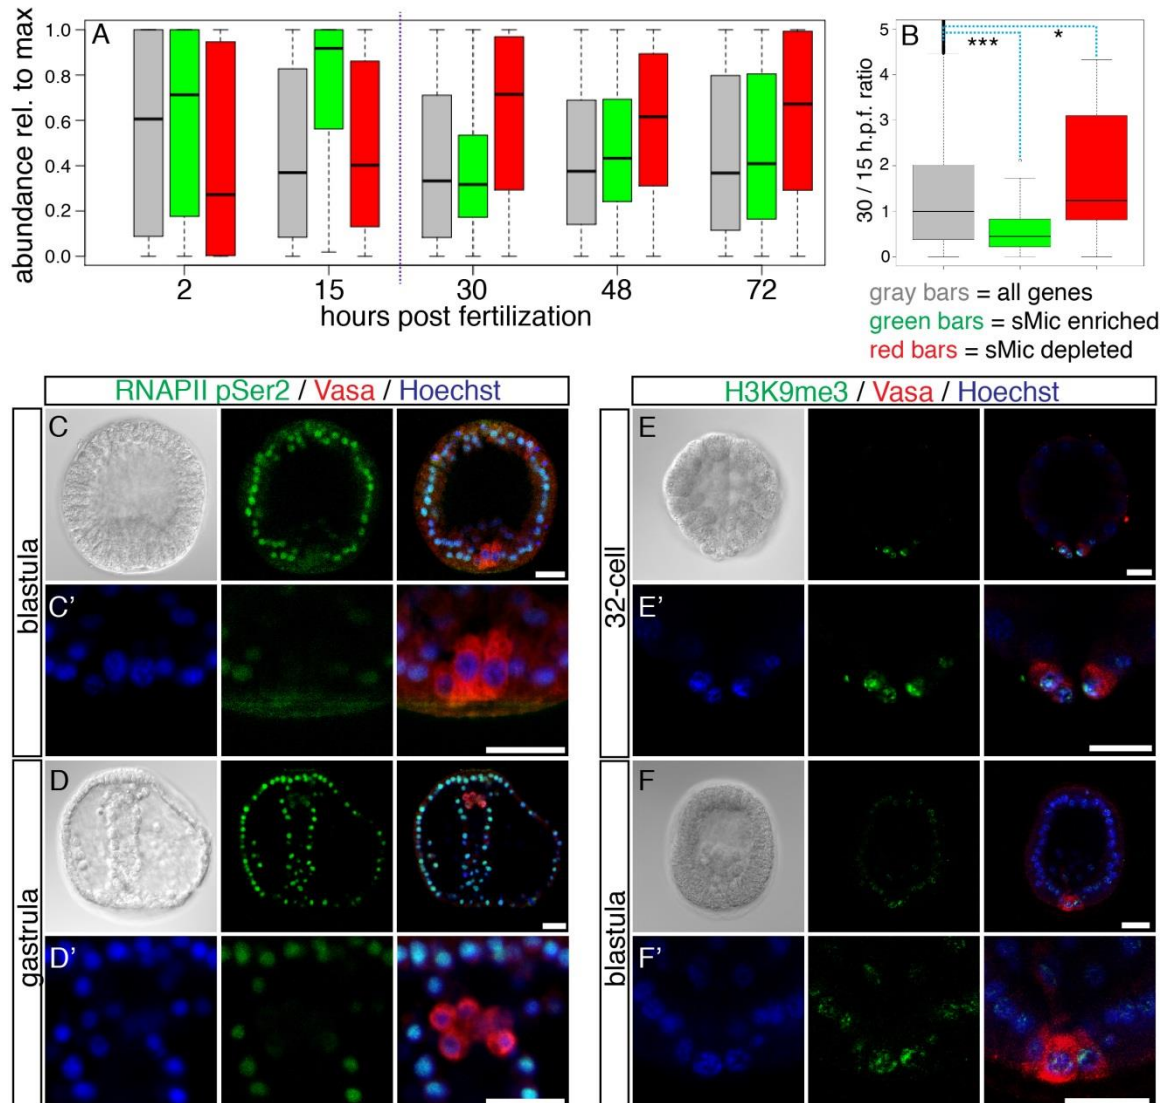 A
abundance rel. to max
1.0
0.8
0.6
0.4
0.2
0.0
2 15 30 48 72
hours post fertilization
B
30 / 15 h.p.f. ratio
5
4
3
2
1
0
*** *
gray bars = all genes
green bars = sMic enriched
red bars = sMic depleted
RNAPII pSer2 / Vasa / Hoechst
blastula
C
C'
gastrula
D
D'
H3K9me3 / Vasa / Hoechst
32-cell
E
E'
blastula
F
F'